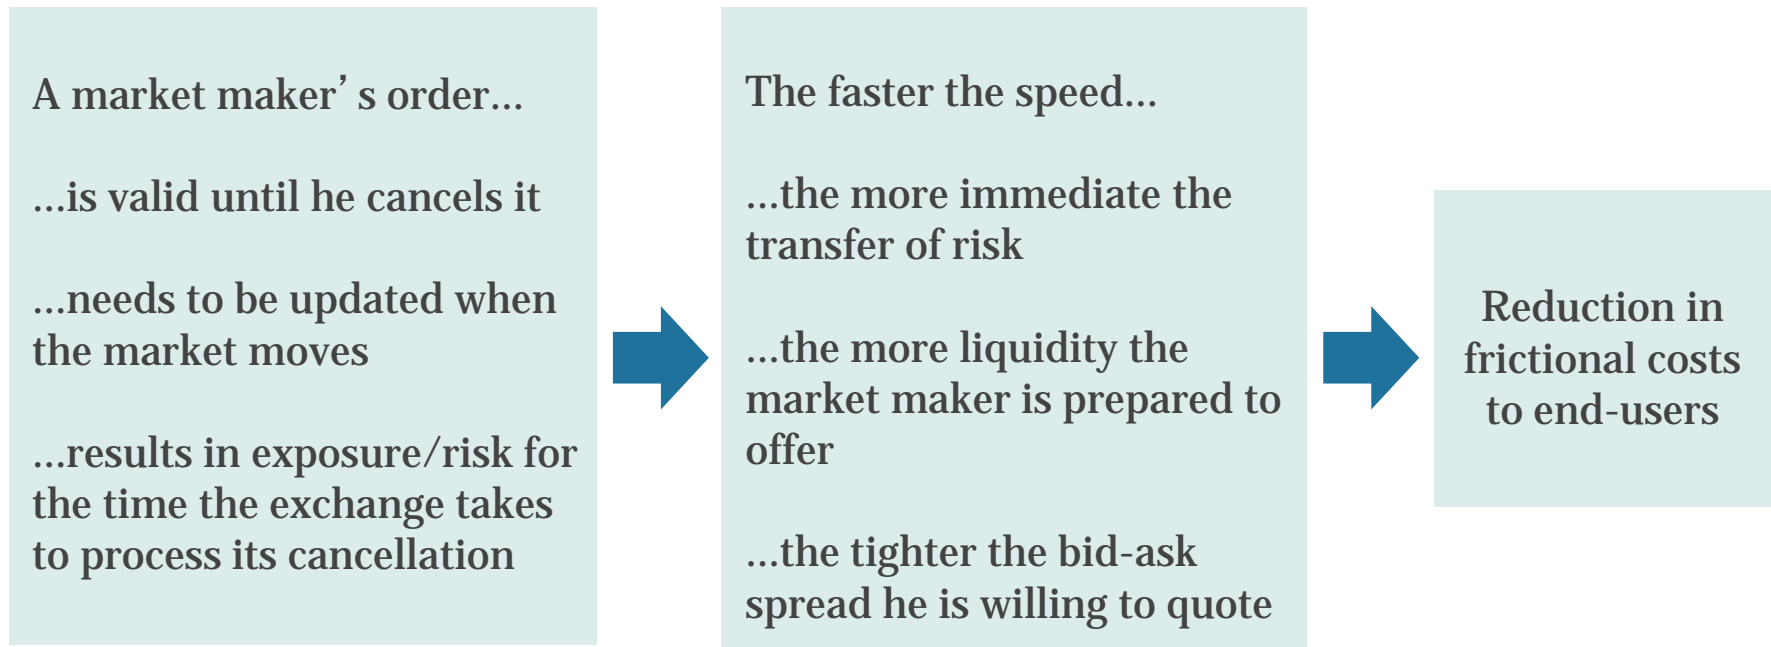 A market maker’s order...
...is valid until he cancels it
...needs to be updated when
the market moves
...results in exposure/risk for
the time the exchange takes
to process its cancellation
The faster the speed...
...the more immediate the
transfer of risk
...the more liquidity the
market maker is prepared to
offer
...the tighter the bid-ask
spread he is willing to quote
Reduction in
frictional costs
to end-users